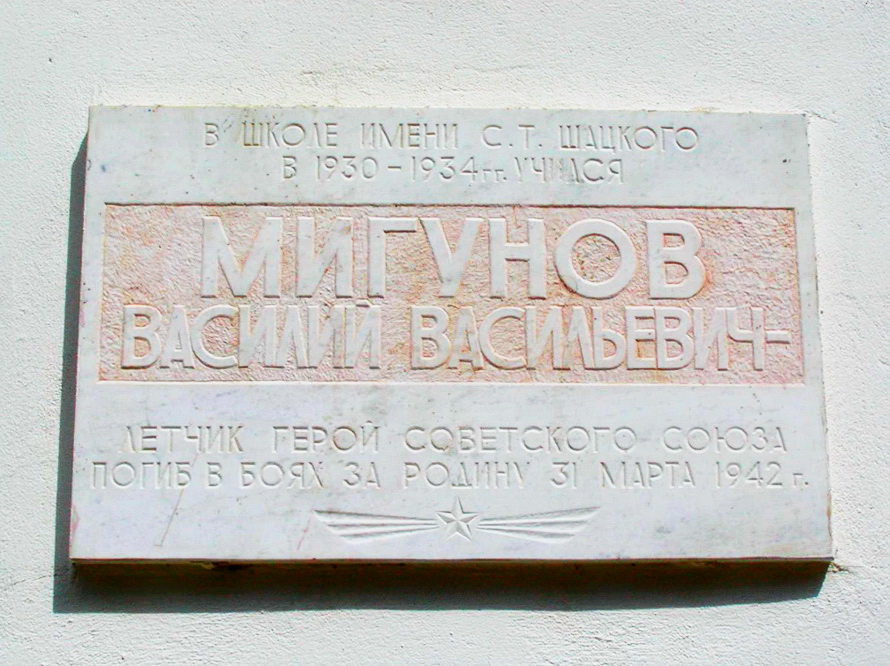 В ШКОЛЕ ИМЕНИ С.Т. ШАЦКОГО
В 1930-1934 гг. УЧИЛСЯ
МИГУНОВ
ВАСИЛИЙ ВАСИЛЬЕВИЧ-
ЛЕТЧИК ГЕРОЙ СОВЕТСКОГО СОЮЗА
ПОГИБ В БОЯХ ЗА РОДИНУ 31 МАРТА 1942 г.